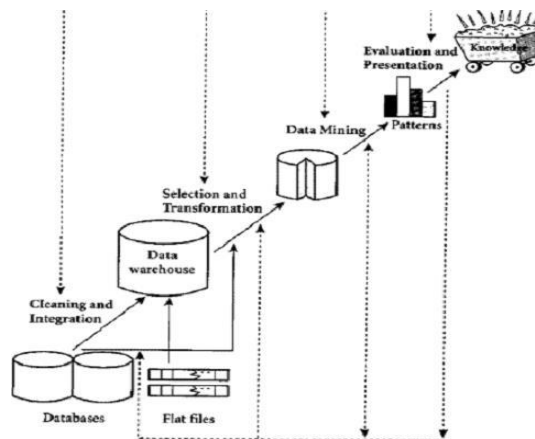 Evaluation and
Presentation
Knowledge
Data Mining
Patterns
Selection and
Transformation
Data
warehouse
Cleaning and
Integration
Databases
Flat files